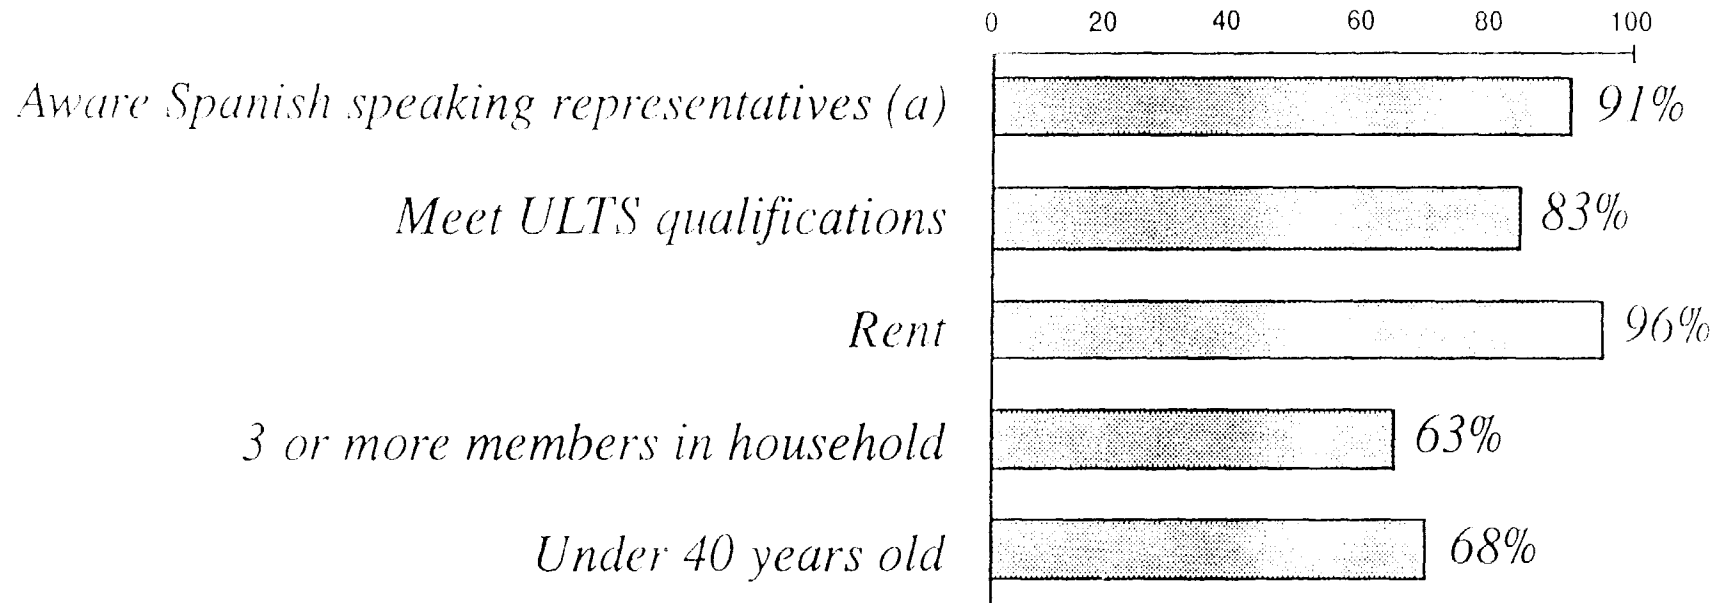 0 20 40 60 80 100
Aware Spanish speaking representatives (a) 91%
Meet ULTS qualifications 83%
Rent 96%
3 or more members in household 63%
Under 40 years old 68%